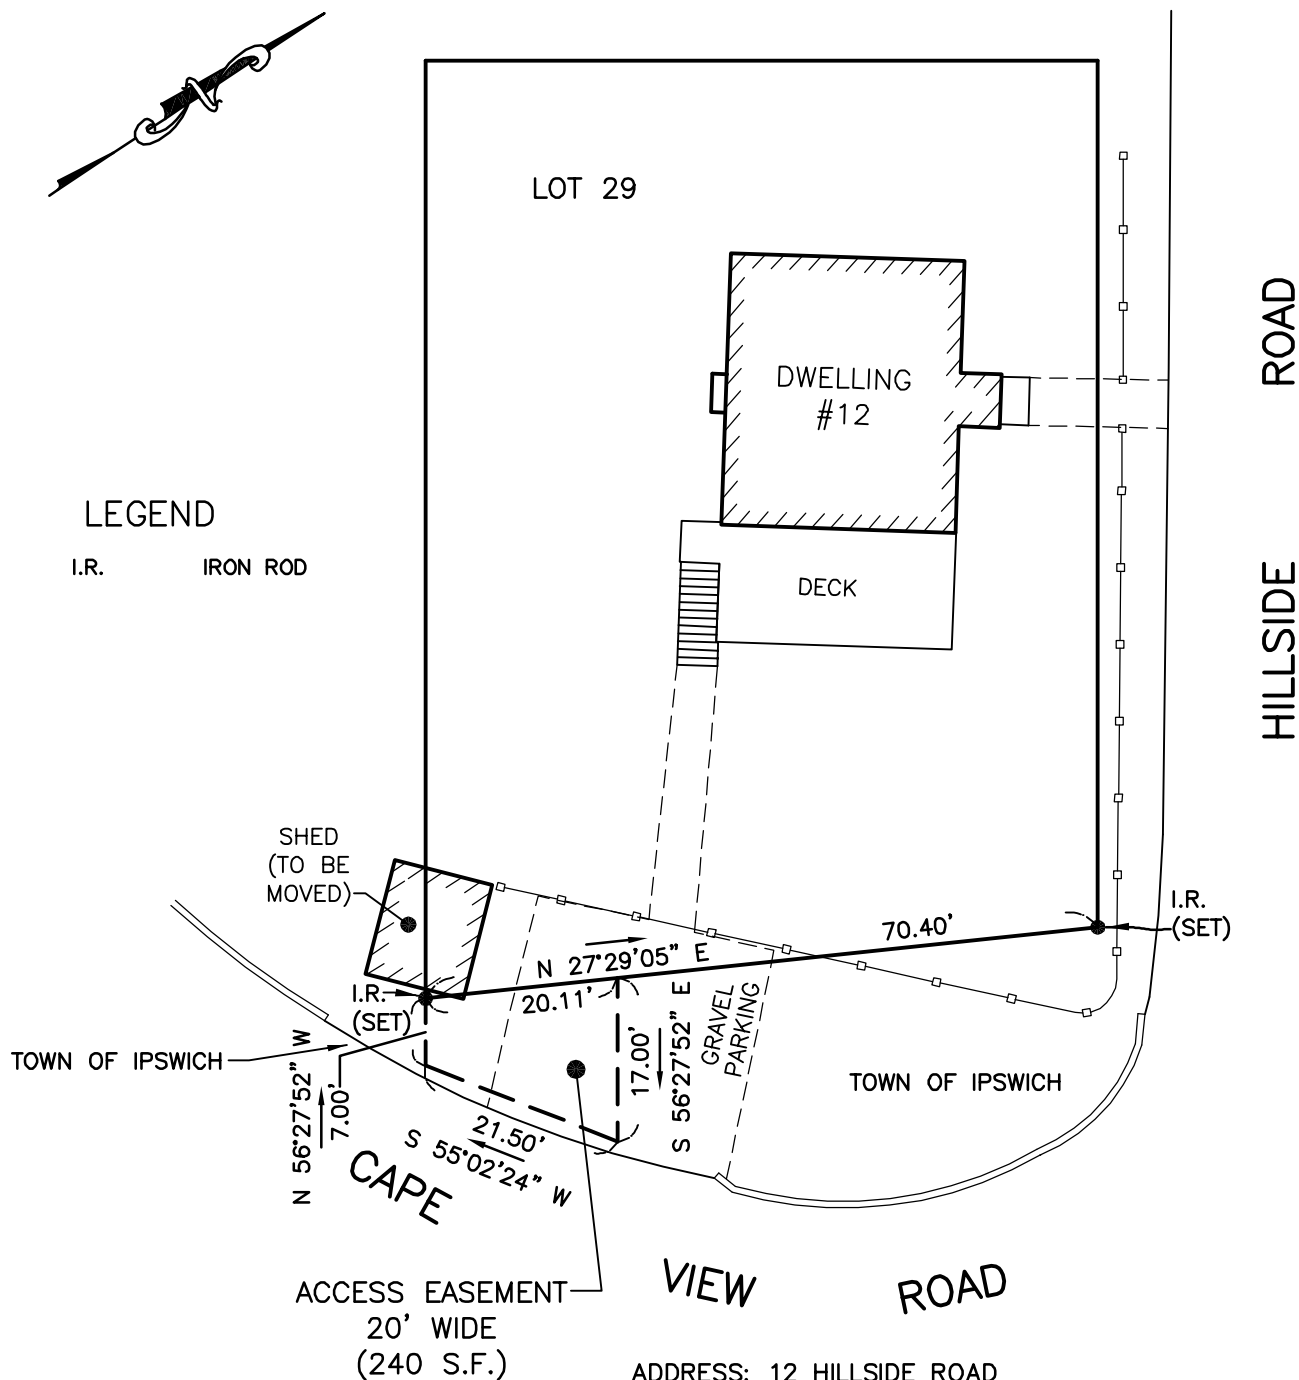 LOT 29
DWELLING
#12
HILLSIDE ROAD
LEGEND
I.R. IRON ROD
DECK
SHED
(TO BE
MOVED)
I.R.
(SET)
70.40'
N 27°29'05" E
20.11'
I.R.
(SET)
GRAVEL
PARKING
17.00'
S 56°27'52" E
TOWN OF IPSWICH
TOWN OF IPSWICH
N 56°27'52" W
7.00'
21.50'
S 55°02'24" W
CAPE VIEW ROAD
ACCESS EASEMENT
20' WIDE
(240 S.F.)
ADDRESS: 12 HILLSIDE ROAD